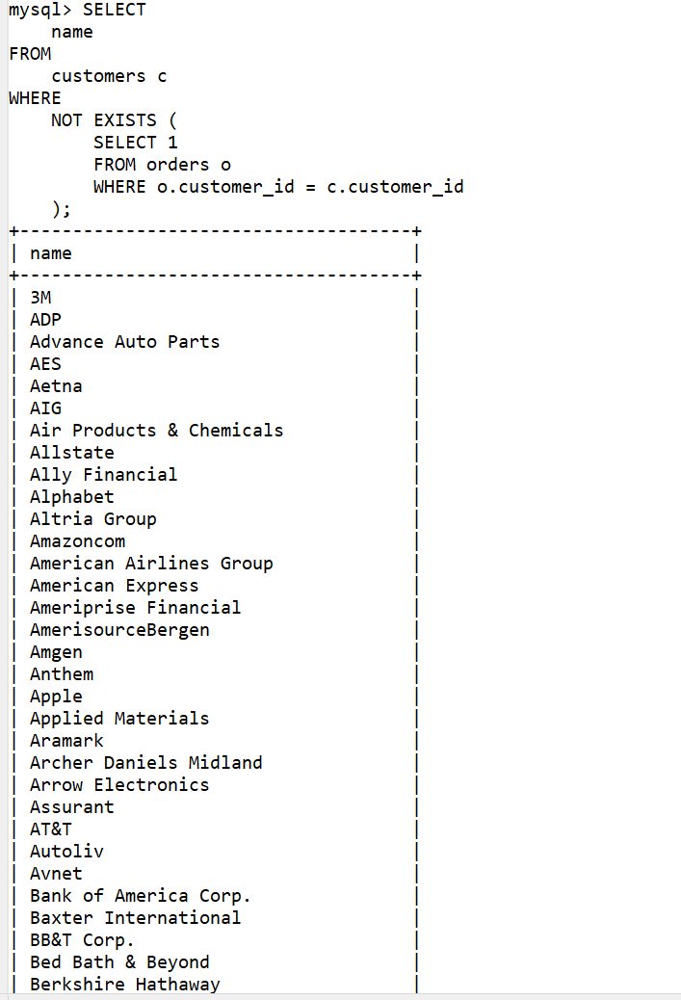 mysql> SELECT
    name
FROM
    customers c
WHERE
    NOT EXISTS (
        SELECT 1
        FROM orders o
        WHERE o.customer_id = c.customer_id
    );
+-------------------------------------+
| name                                |
+-------------------------------------+
| 3M                                  |
| ADP                                 |
| Advance Auto Parts                  |
| AES                                 |
| Aetna                               |
| AIG                                 |
| Air Products & Chemicals            |
| Allstate                            |
| Ally Financial                      |
| Alphabet                            |
| Altria Group                        |
| Amazoncom                           |
| American Airlines Group             |
| American Express                    |
| Ameriprise Financial                |
| AmerisourceBergen                   |
| Amgen                               |
| Anthem                              |
| Apple                               |
| Applied Materials                   |
| Aramark                             |
| Archer Daniels Midland              |
| Arrow Electronics                   |
| Assurant                            |
| AT&T                                |
| Autoliv                             |
| Avnet                               |
| Bank of America Corp.               |
| Baxter International                |
| BB&T Corp.                          |
| Bed Bath & Beyond                   |
| Berkshire Hathaway                  |